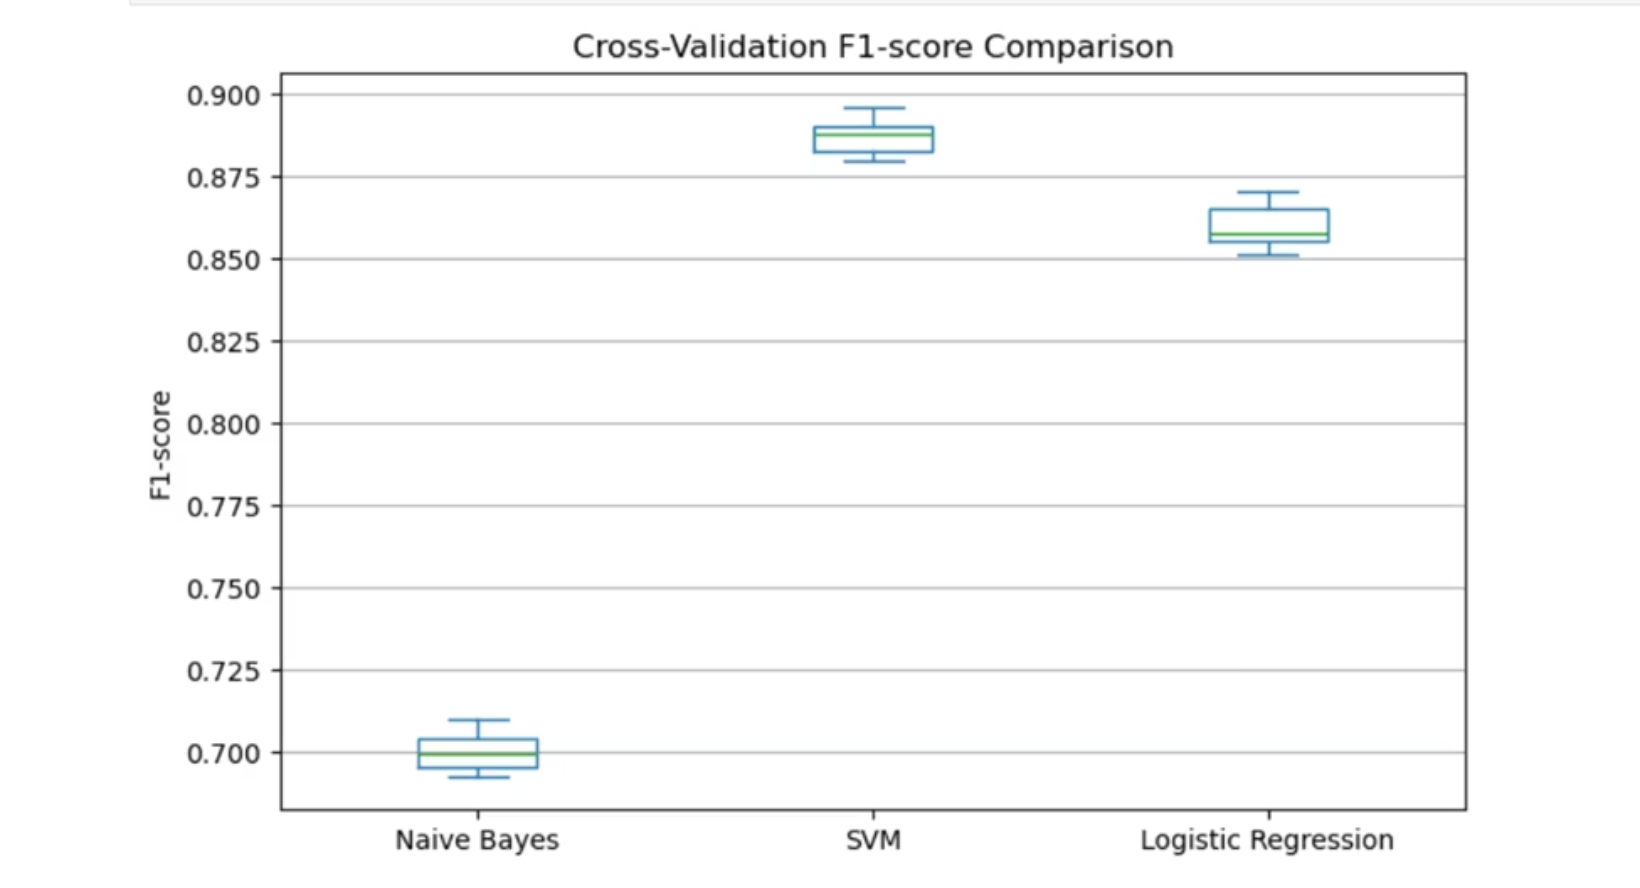 Cross-Validation F1-score Comparison
0.900
0.875
0.850
0.825
0.800
0.775
0.750
0.725
0.700
F1-score
Naive Bayes
SVM
Logistic Regression